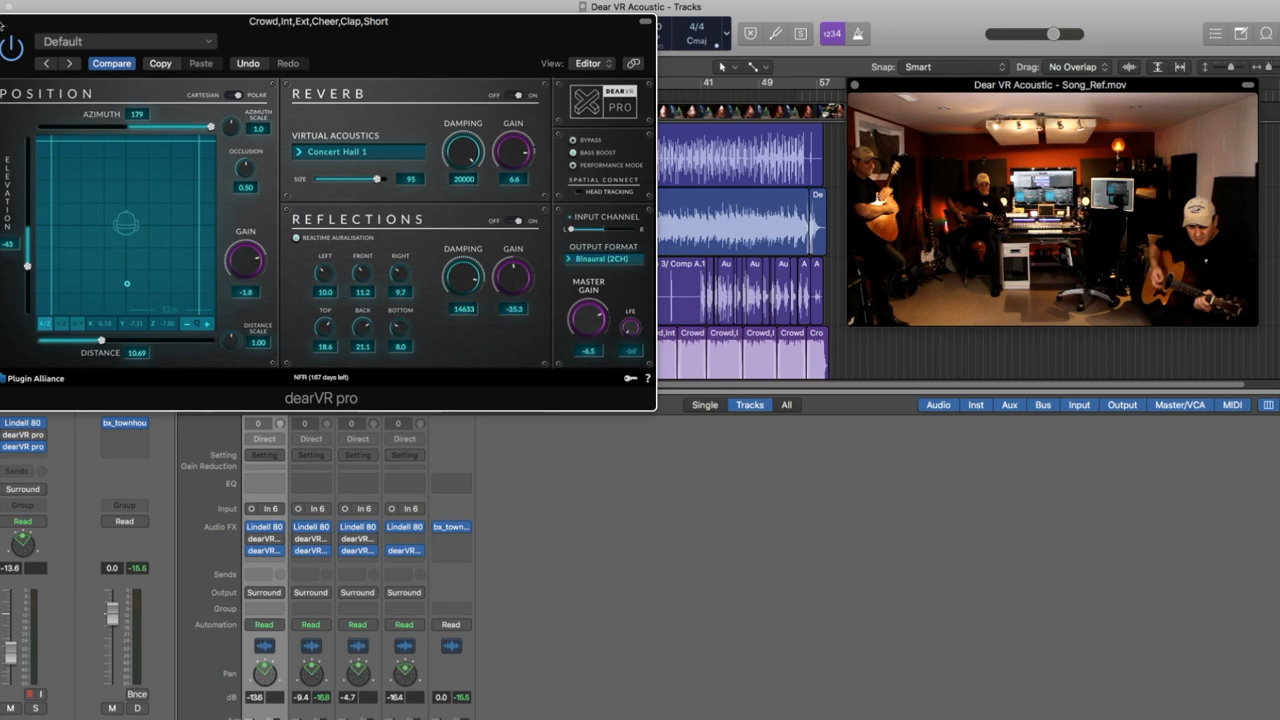 Dear VR Acoustic - Tracks
Crowd,Int,Ext,Cheer,Clap,Short
Default
Compare Copy Paste Undo Redo View: Editor
4/4
Cmaj
S
1234
Snap: Smart Drag: No Overlap
41 49 57
POSITION
CARTESIAN POLAR
AZIMUTH 179
AZIMUTH SCALE
1.0
OCCLUSION
0.50
ELEVATION
-43
GAIN
-1.8
DISTANCE SCALE
1.00
DISTANCE 10.69
REVERB
OFF ON
VIRTUAL ACOUSTICS
Concert Hall 1
SIZE 95
DAMPING
20000
GAIN
6.6
REFLECTIONS
OFF ON
REALTIME AURALISATION
LEFT FRONT RIGHT
10.0 11.2 9.7
TOP BACK BOTTOM
18.6 21.1 8.0
DAMPING
14633
GAIN
-35.3
DEARVR
PRO
BYPASS
BASS BOOST
PERFORMANCE MODE
SPATIAL CONNECT
HEAD TRACKING
INPUT CHANNEL
L R
OUTPUT FORMAT
Binaural (2CH)
MASTER GAIN
-6.5
LFE
Plugin Alliance
NFR (167 days left)
?
dearVR pro
Dear VR Acoustic - Song_Ref.mov
De
3/ Comp A.1 Au Au Au A A
Crowd Crowd,I Crowd,I Crowd Cro
Single Tracks All
Audio Inst Aux Bus Input Output Master/VCA MIDI
Lindell 80 bx_townhou
dearVR pro
dearVR pro
Sends
Surround
Group Group
Read Read
-13.6 0.0 -15.5
R I Bnce
M S M D
0 0 0 0
Direct Direct Direct Direct
Setting Setting Setting Setting Setting
Gain Reduction
EQ
Input In 6 In 6 In 6 In 6
Audio FX Lindell 80 Lindell 80 Lindell 80 Lindell 80 bx_town...
dearVR... dearVR... dearVR...
dearVR... dearVR... dearVR... dearVR...
Sends
Output Surround Surround Surround Surround
Group
Automation Read Read Read Read Read
Pan
dB -13.6 -9.4 -16.8 -4.7 -16.4 0.0 -15.5